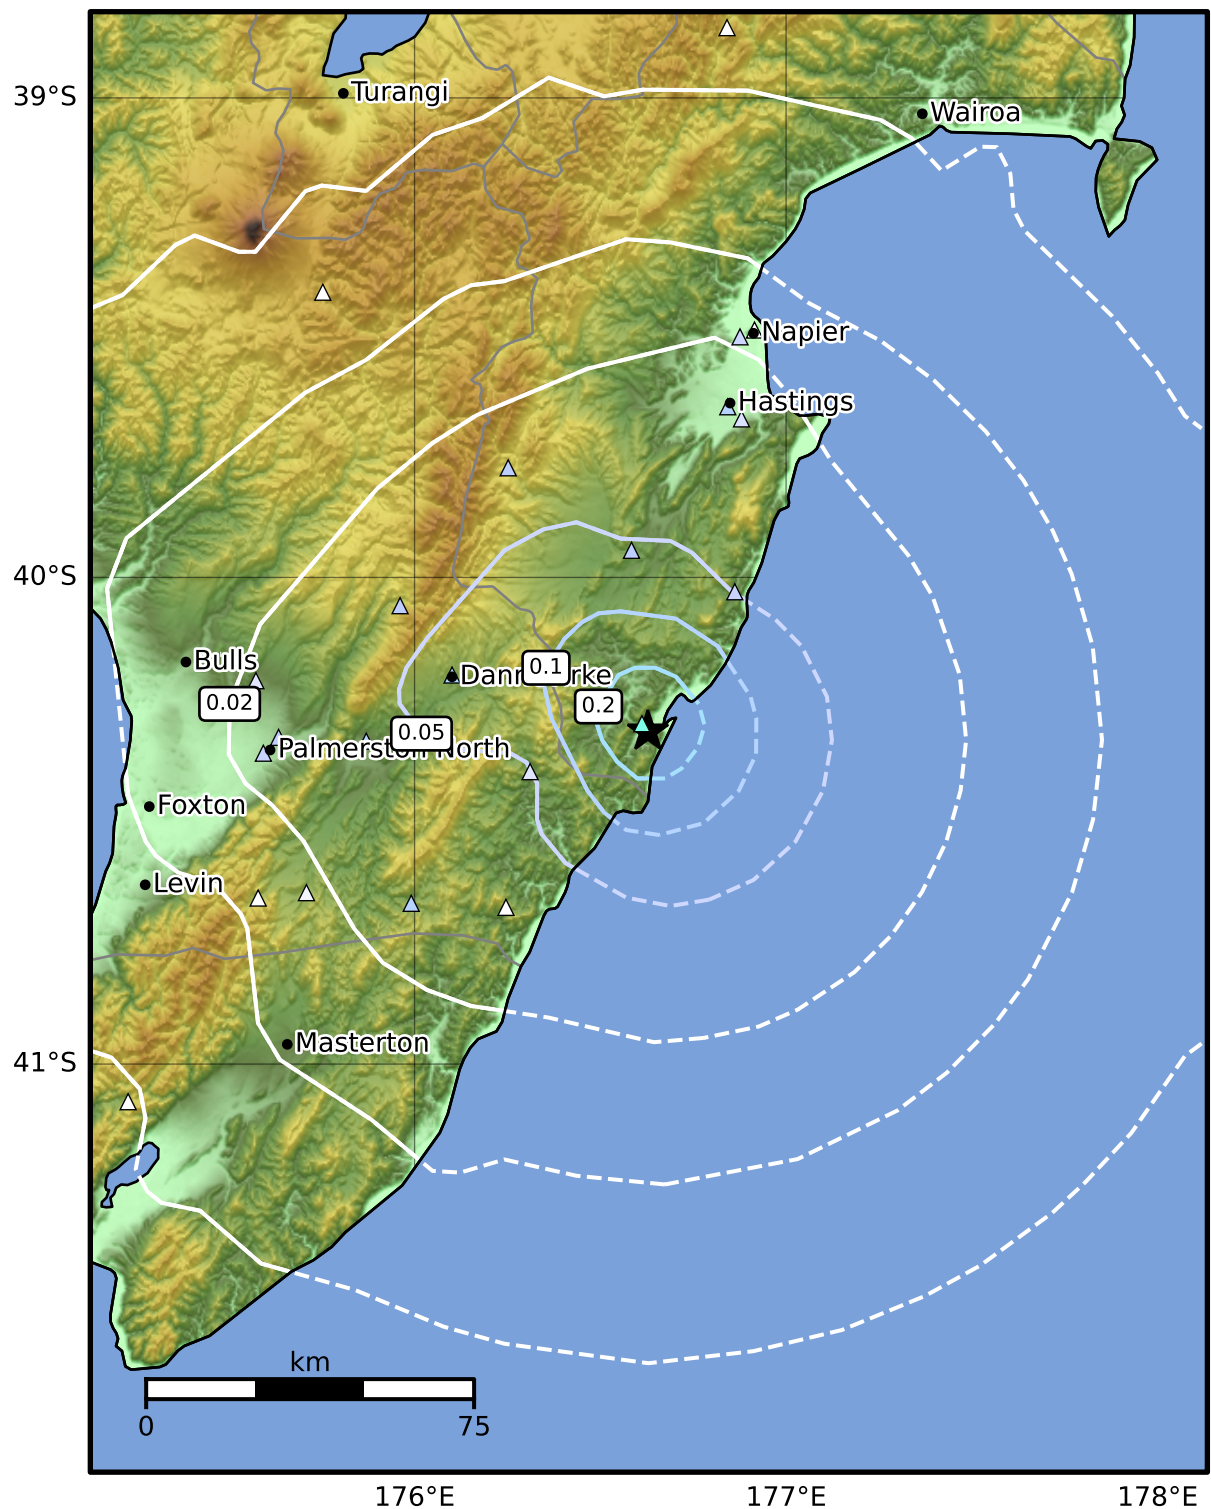 39°S
Turangi
Wairoa
Napier
Hastings
40°S
Bulls
0.1
0.02
0.2
0.05
Palmerston North
Foxton
Levin
Masterton
41°S
km
0
75
176°E
177°E
178°E